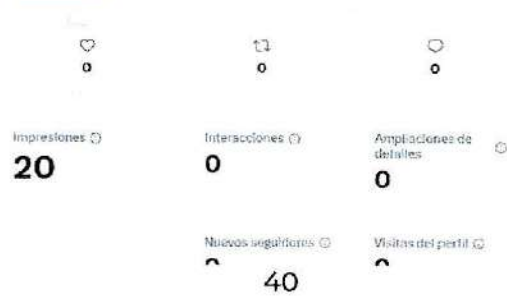 0 0 0
Impresiones Interacciones Ampliaciones de detalles
20 0 0
Nuevos seguidores Visitas del perfil
40